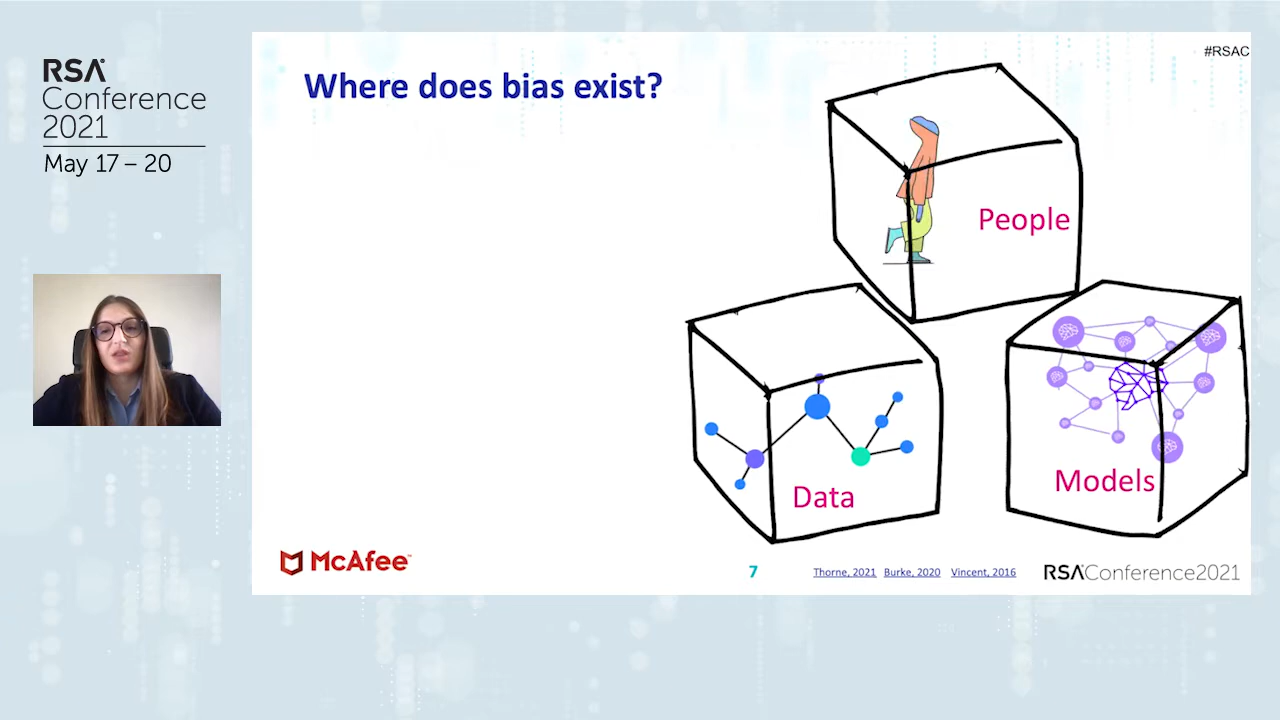 RSA
Conference
2021
May 17 – 20
#RSAC
Where does bias exist?
People
Data
Models
McAfee™
7
Thorne, 2021 Burke, 2020 Vincent, 2016
RSAConference2021